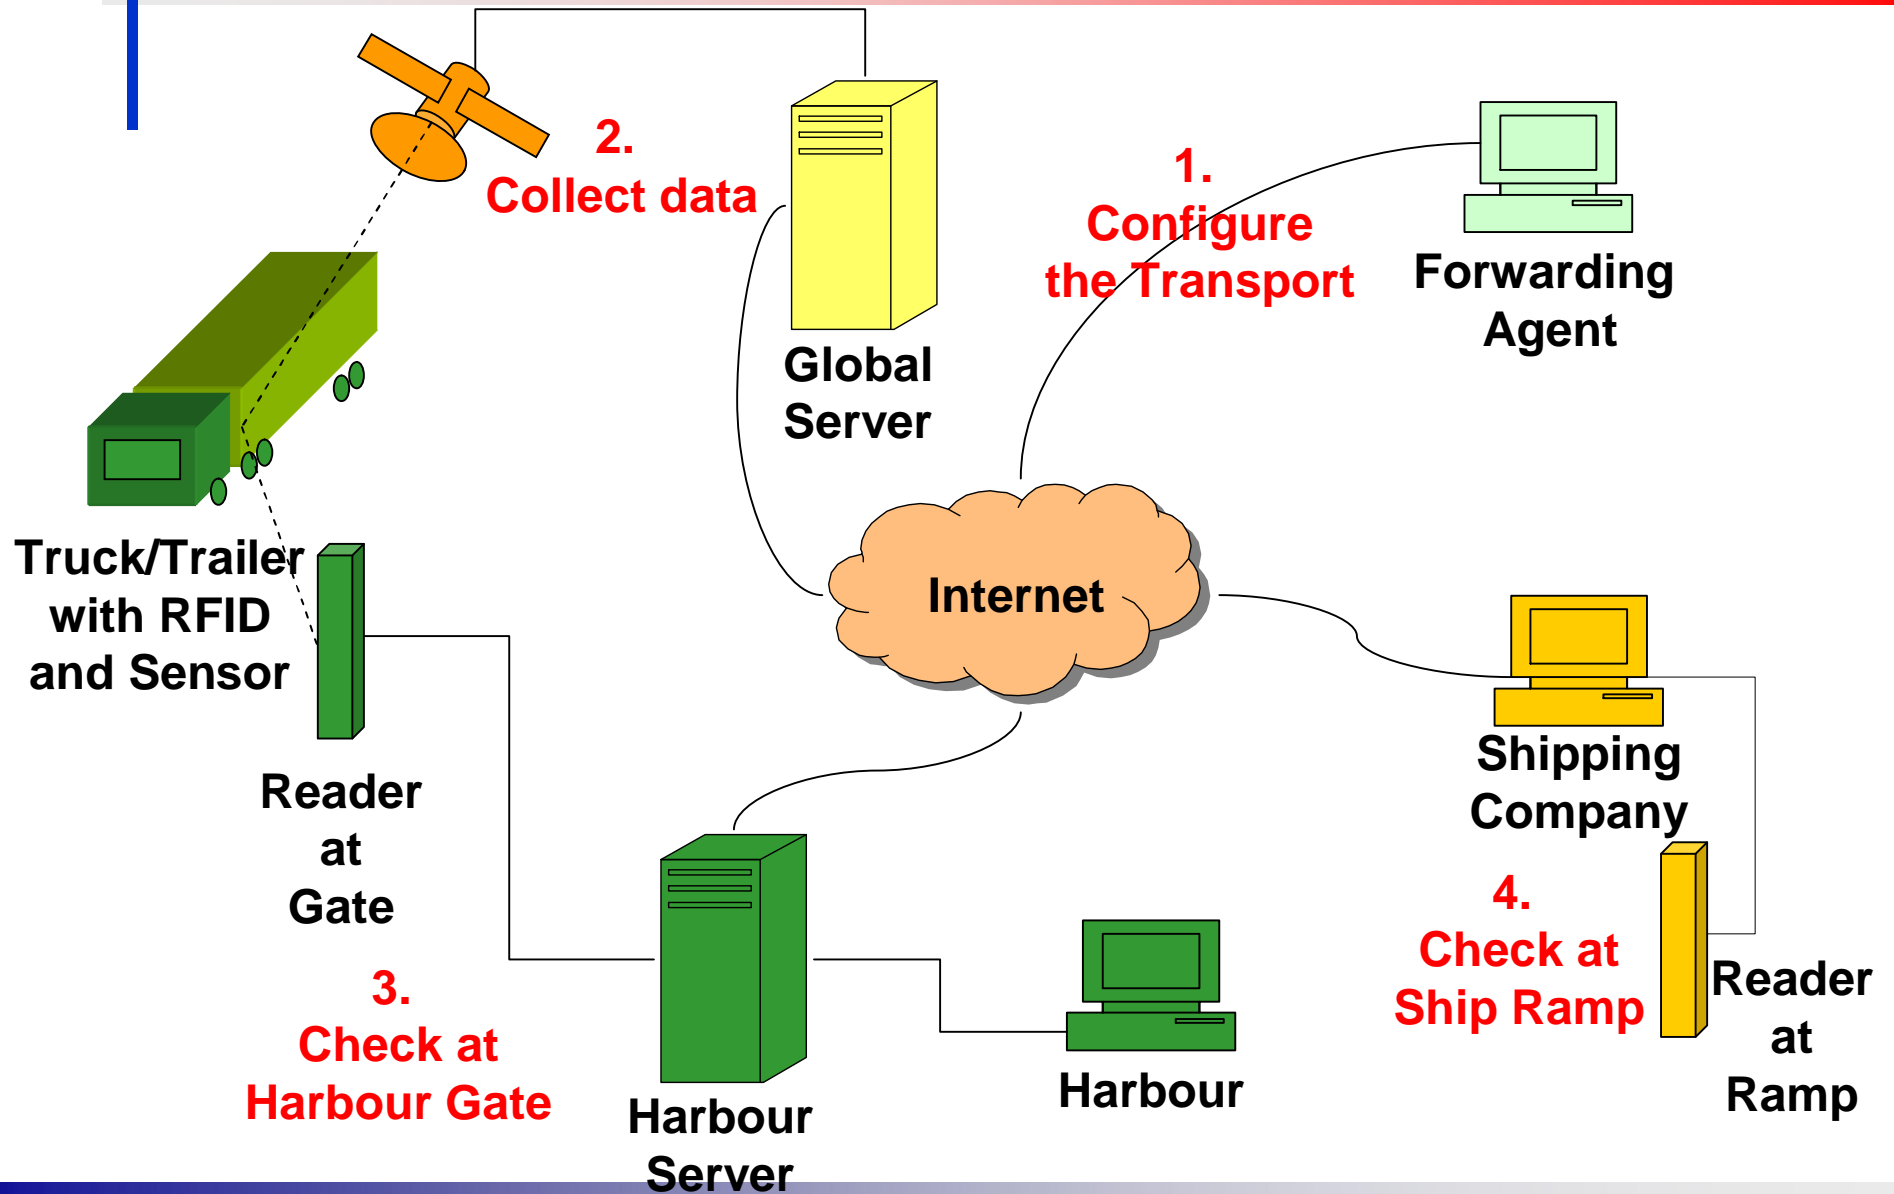 2.
Collect data
1.
Configure
the Transport
Forwarding
Agent
Global
Server
Truck/Trailer
with RFID
and Sensor
Internet
Shipping
Company
Reader
at
Gate
4.
Check at
Ship Ramp
Reader
at
Ramp
3.
Check at
Harbour Gate
Harbour
Server
Harbour